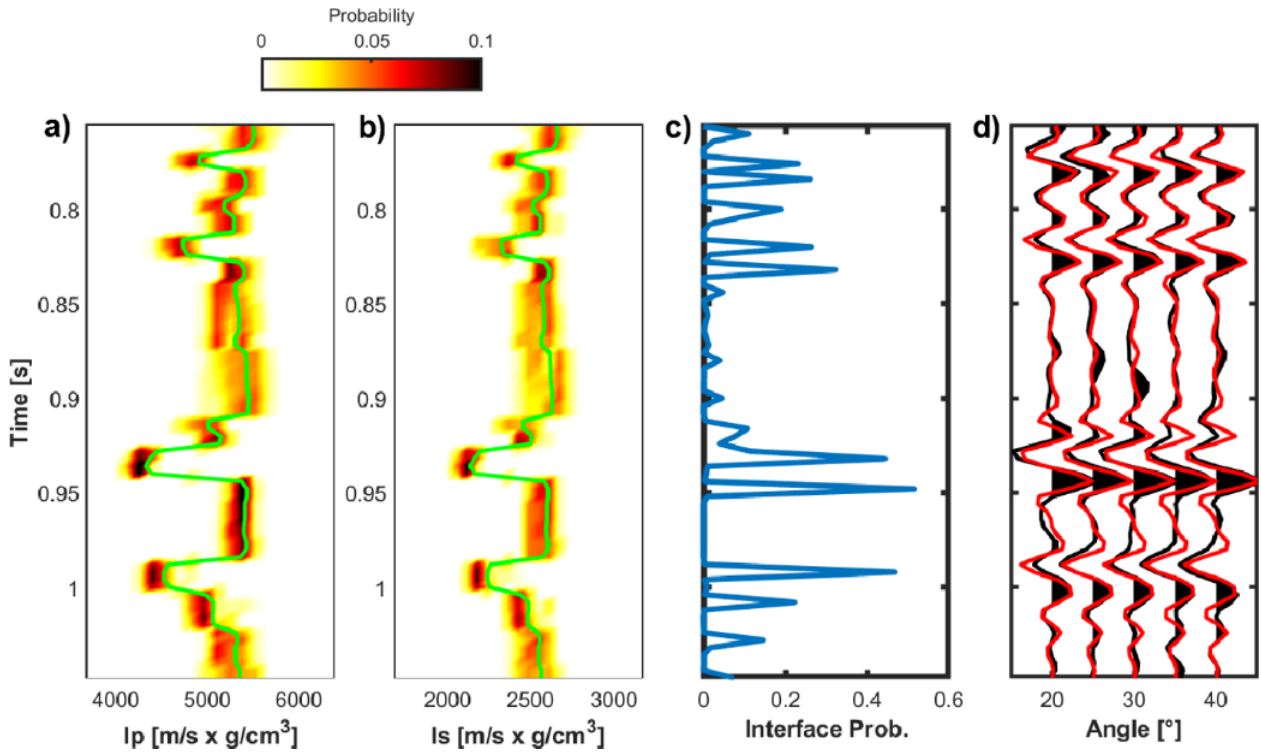 Probability
0 0.05 0.1
a) b) c) d)
0.8 0.8
0.85 0.85
0.9 0.9
0.95 0.95
1 1
Time [s]
4000 5000 6000 2000 2500 3000 0 0.2 0.4 0.6 20 30 40
Ip [m/s x g/cm³] Is [m/s x g/cm³] Interface Prob. Angle [°]